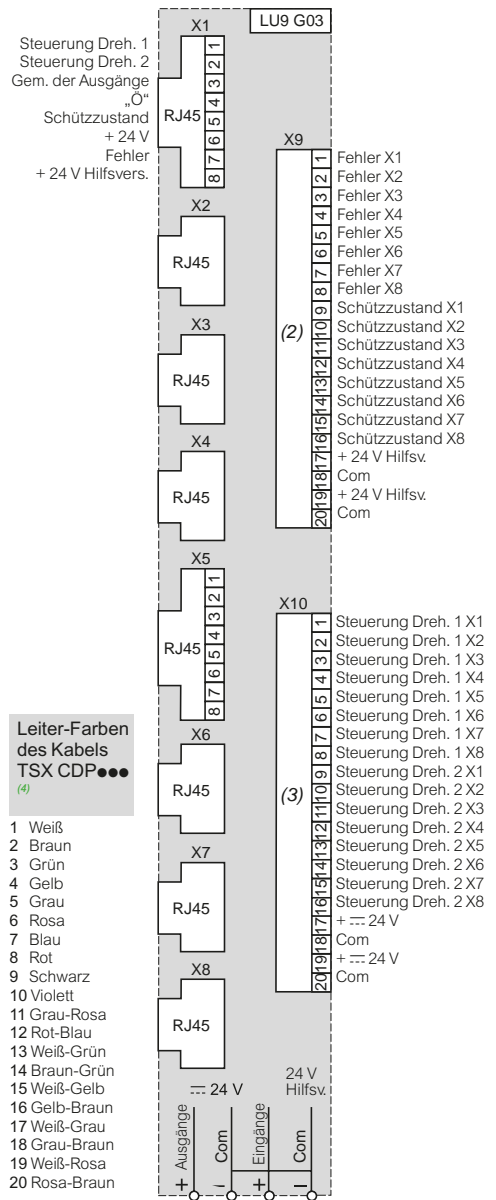 LU9 G03
X1
Steuerung Dreh. 1
Steuerung Dreh. 2
Gem. der Ausgänge
„Ö“
Schützzustand
+ 24 V
Fehler
+ 24 V Hilfsvers.
RJ45
1
2
3
4
5
6
7
8
X2
RJ45
X3
RJ45
X4
RJ45
X5
RJ45
1
2
3
4
5
6
7
8
X6
RJ45
X7
RJ45
X8
RJ45
X9
(2)
1 Fehler X1
2 Fehler X2
3 Fehler X3
4 Fehler X4
5 Fehler X5
6 Fehler X6
7 Fehler X7
8 Fehler X8
9 Schützzustand X1
10 Schützzustand X2
11 Schützzustand X3
12 Schützzustand X4
13 Schützzustand X5
14 Schützzustand X6
15 Schützzustand X7
16 Schützzustand X8
17 + 24 V Hilfsv.
18 Com
19 + 24 V Hilfsv.
20 Com
X10
(3)
1 Steuerung Dreh. 1 X1
2 Steuerung Dreh. 1 X2
3 Steuerung Dreh. 1 X3
4 Steuerung Dreh. 1 X4
5 Steuerung Dreh. 1 X5
6 Steuerung Dreh. 1 X6
7 Steuerung Dreh. 1 X7
8 Steuerung Dreh. 1 X8
9 Steuerung Dreh. 2 X1
10 Steuerung Dreh. 2 X2
11 Steuerung Dreh. 2 X3
12 Steuerung Dreh. 2 X4
13 Steuerung Dreh. 2 X5
14 Steuerung Dreh. 2 X6
15 Steuerung Dreh. 2 X7
16 Steuerung Dreh. 2 X8
17 + ⎓ 24 V
18 Com
19 + ⎓ 24 V
20 Com
Leiter-Farben
des Kabels
TSX CDP●●●
(4)
1 Weiß
2 Braun
3 Grün
4 Gelb
5 Grau
6 Rosa
7 Blau
8 Rot
9 Schwarz
10 Violett
11 Grau-Rosa
12 Rot-Blau
13 Weiß-Grün
14 Braun-Grün
15 Weiß-Gelb
16 Gelb-Braun
17 Weiß-Grau
18 Grau-Braun
19 Weiß-Rosa
20 Rosa-Braun
⎓ 24 V
24 V
Hilfsv.
+ Ausgänge
– Com
+ Eingänge
– Com